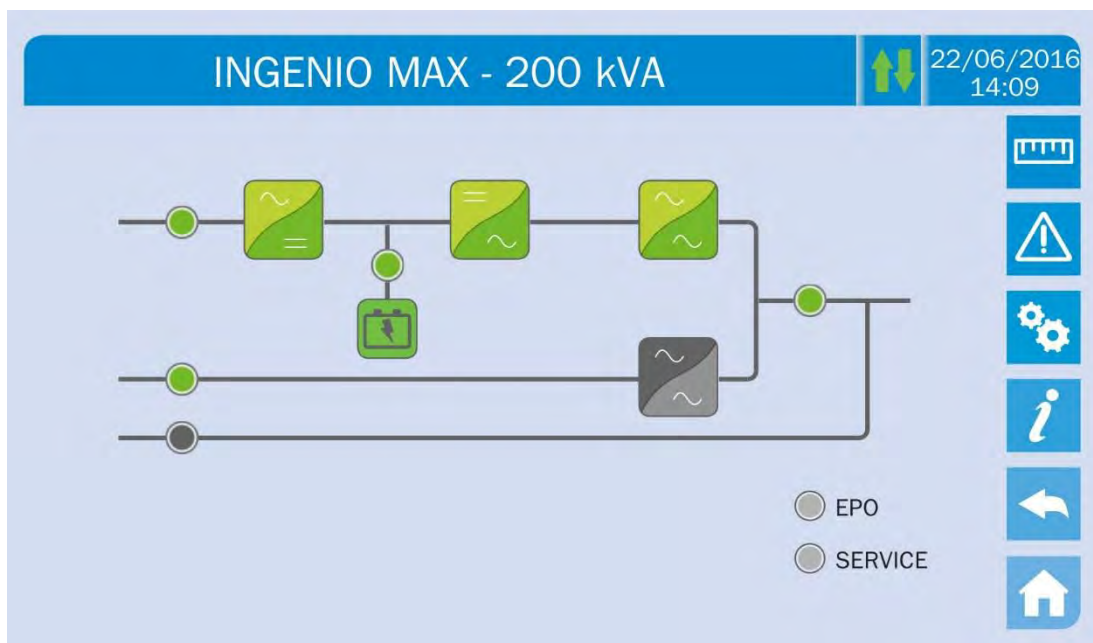 INGENIO MAX - 200 kVA
22/06/2016
14:09
EPO
SERVICE